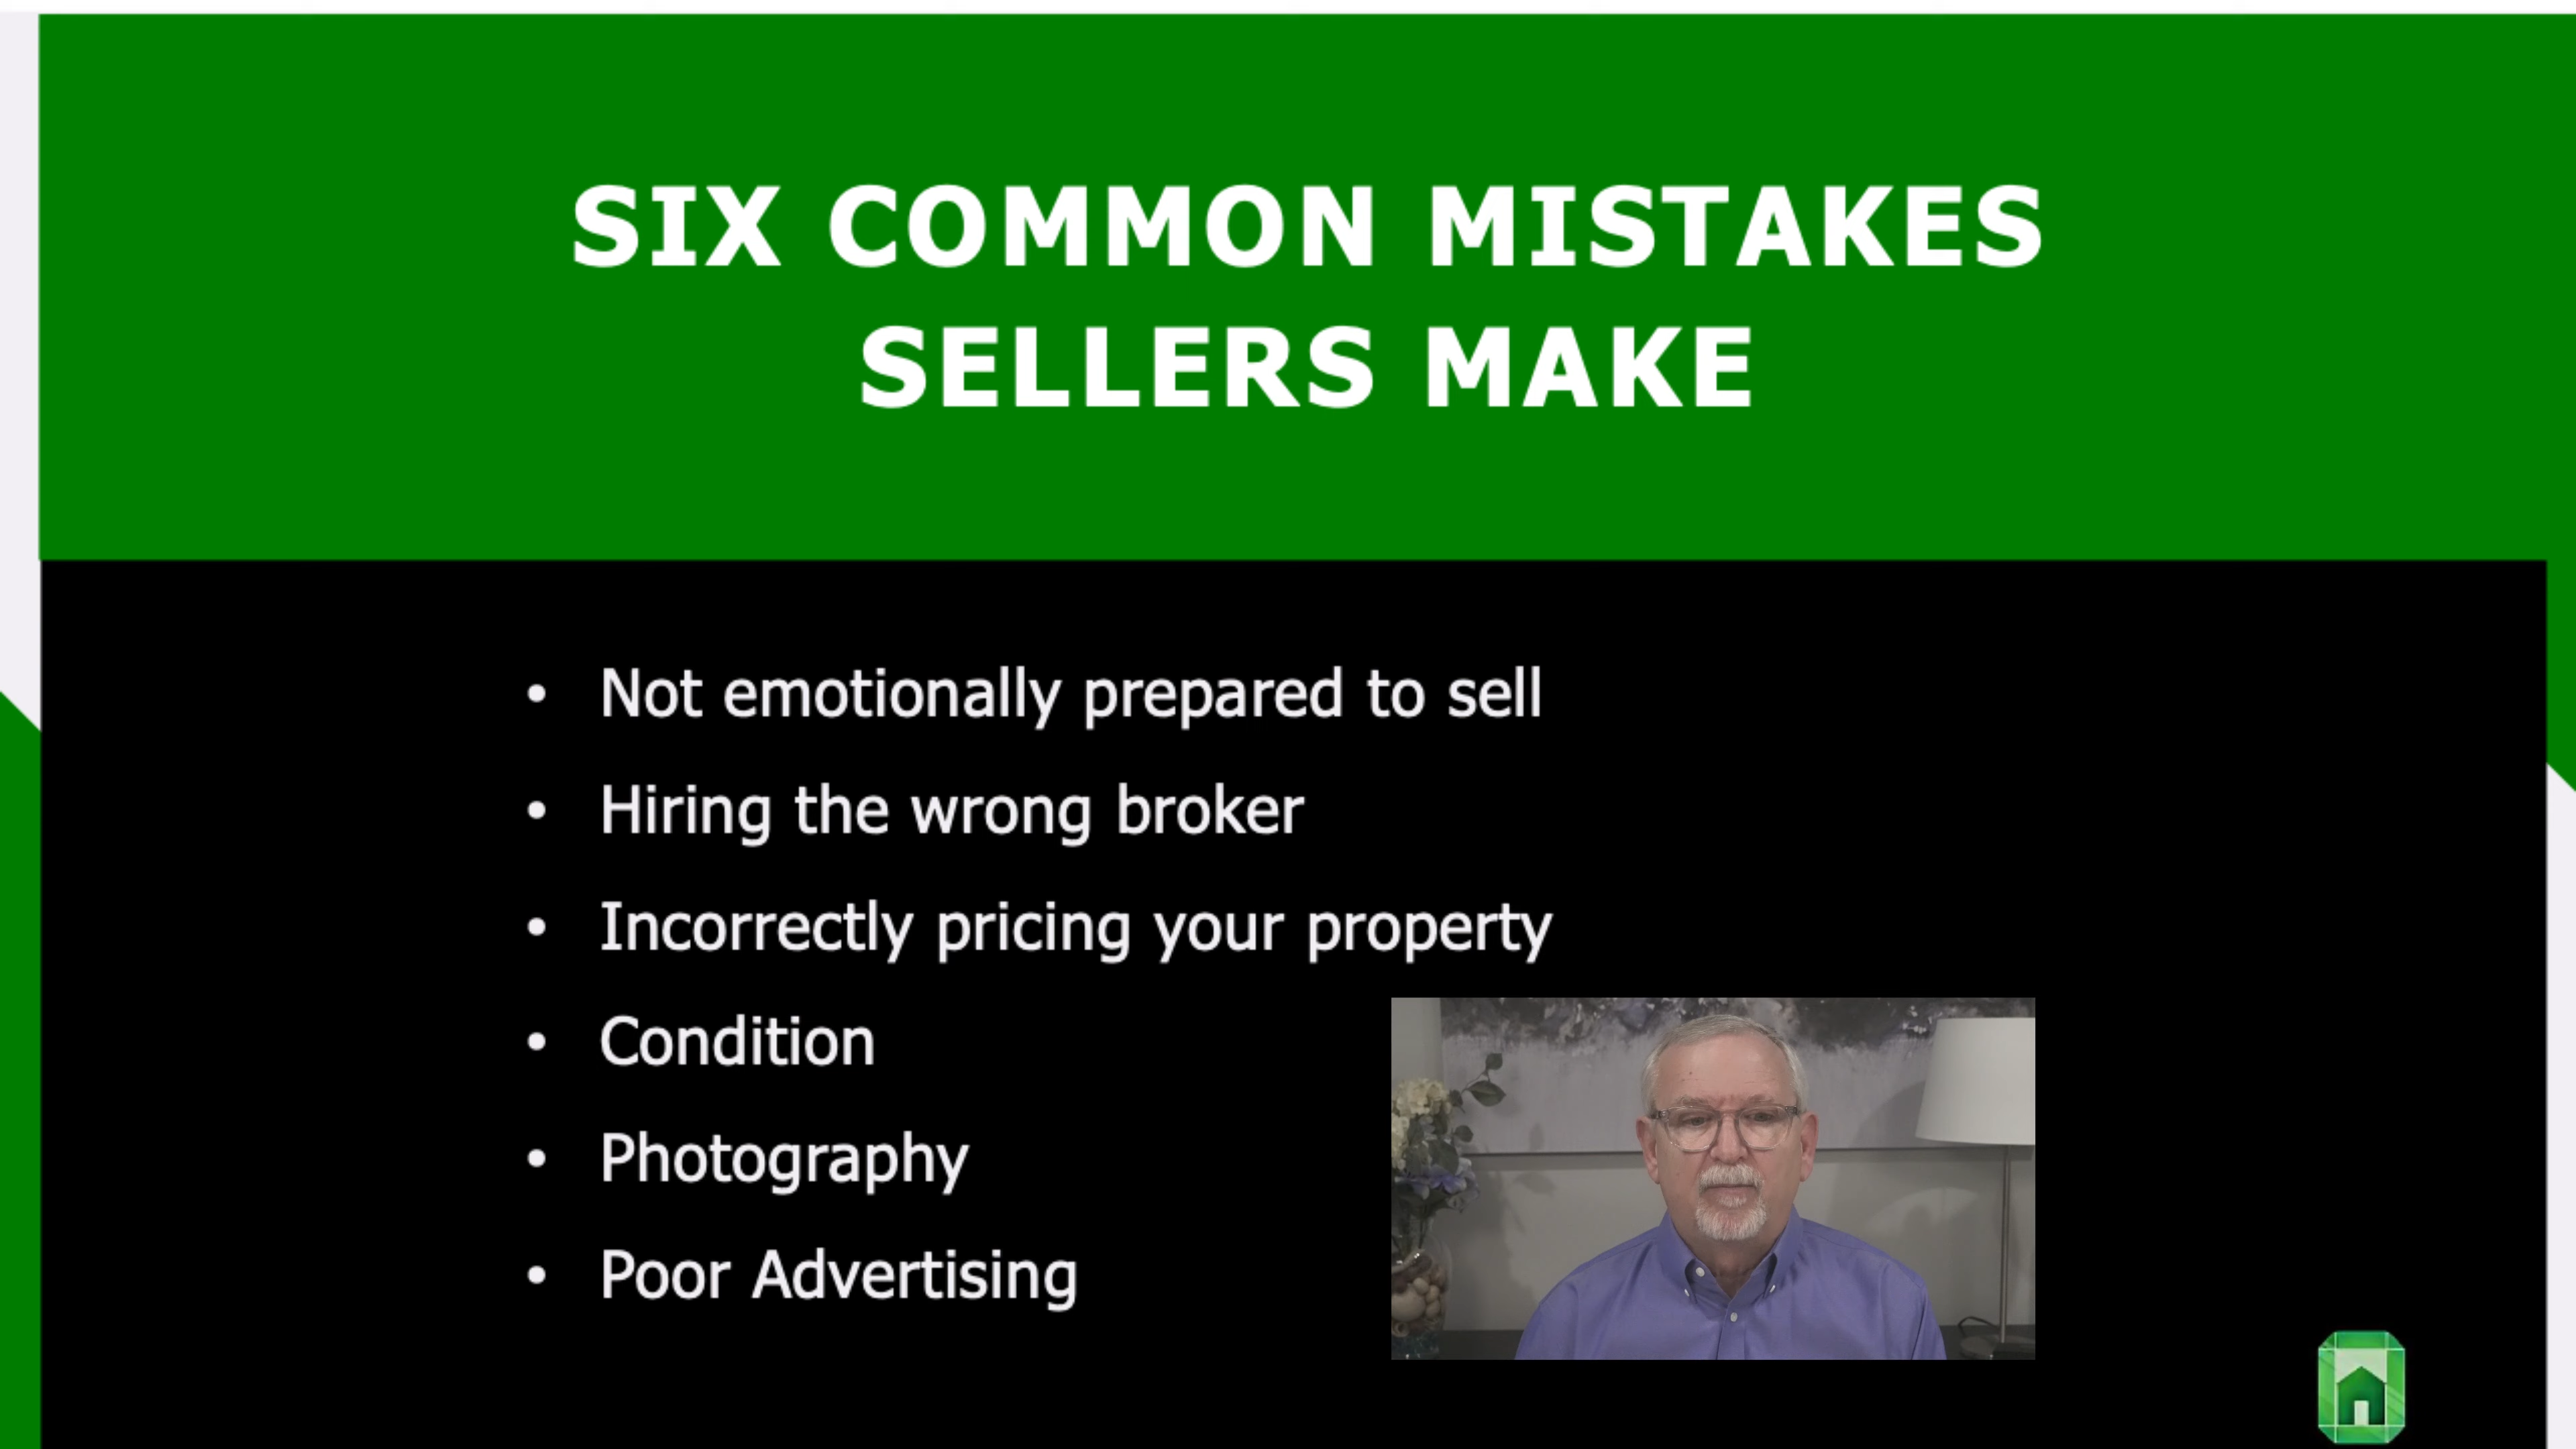 SIX COMMON MISTAKES
SELLERS MAKE
• Not emotionally prepared to sell
• Hiring the wrong broker
• Incorrectly pricing your property
• Condition
• Photography
• Poor Advertising